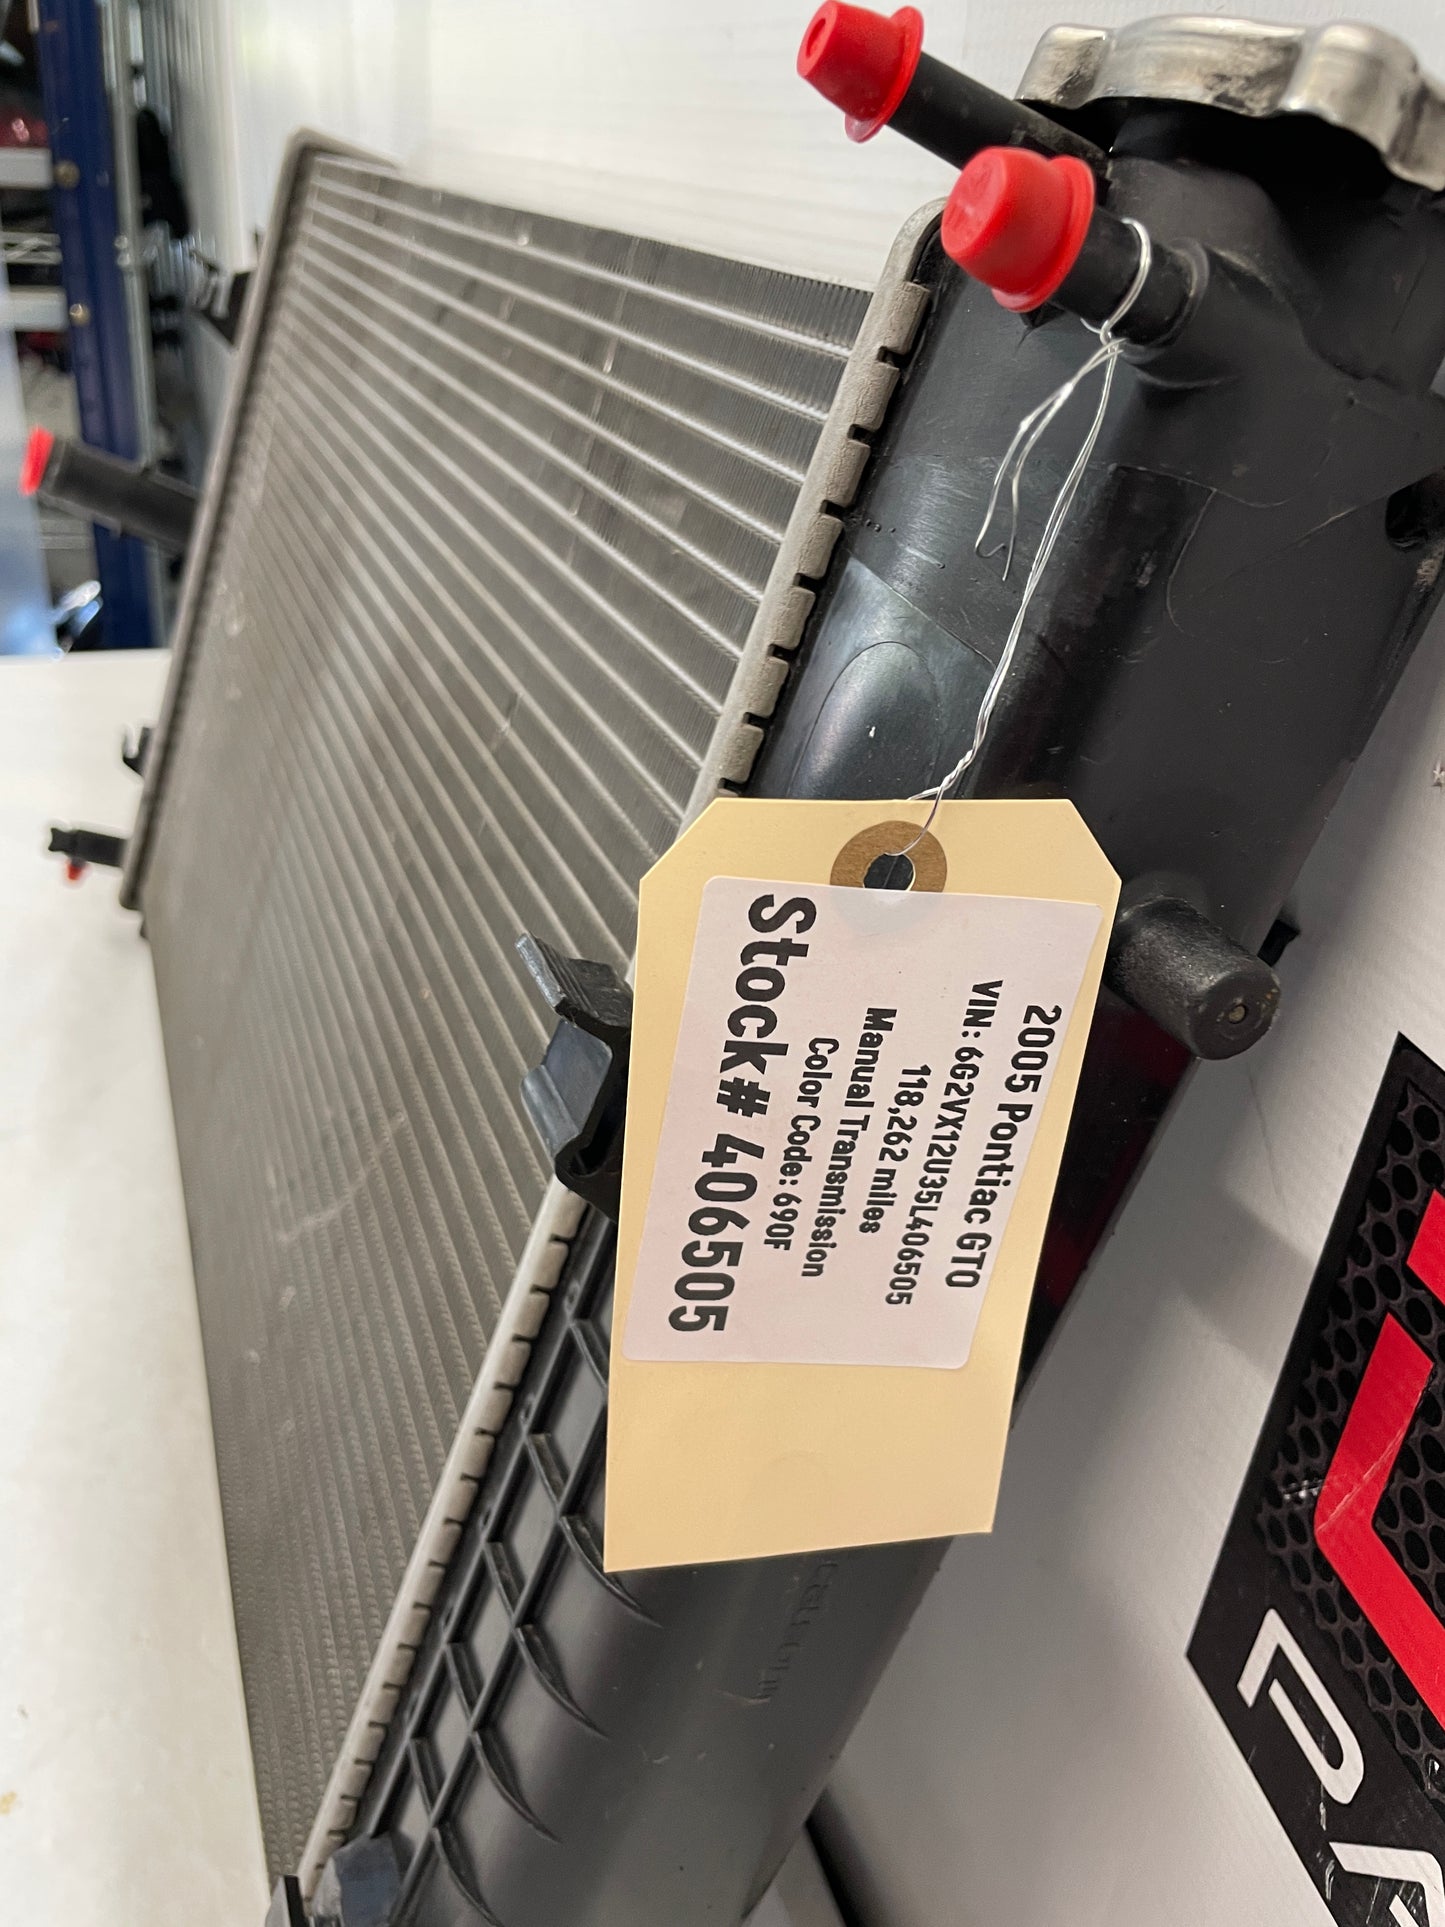 2005 Pontiac GTO
VIN: 6G2VX12U35L406505
118,262 miles
Manual Transmission
Color Code: 690F
Stock# 406505